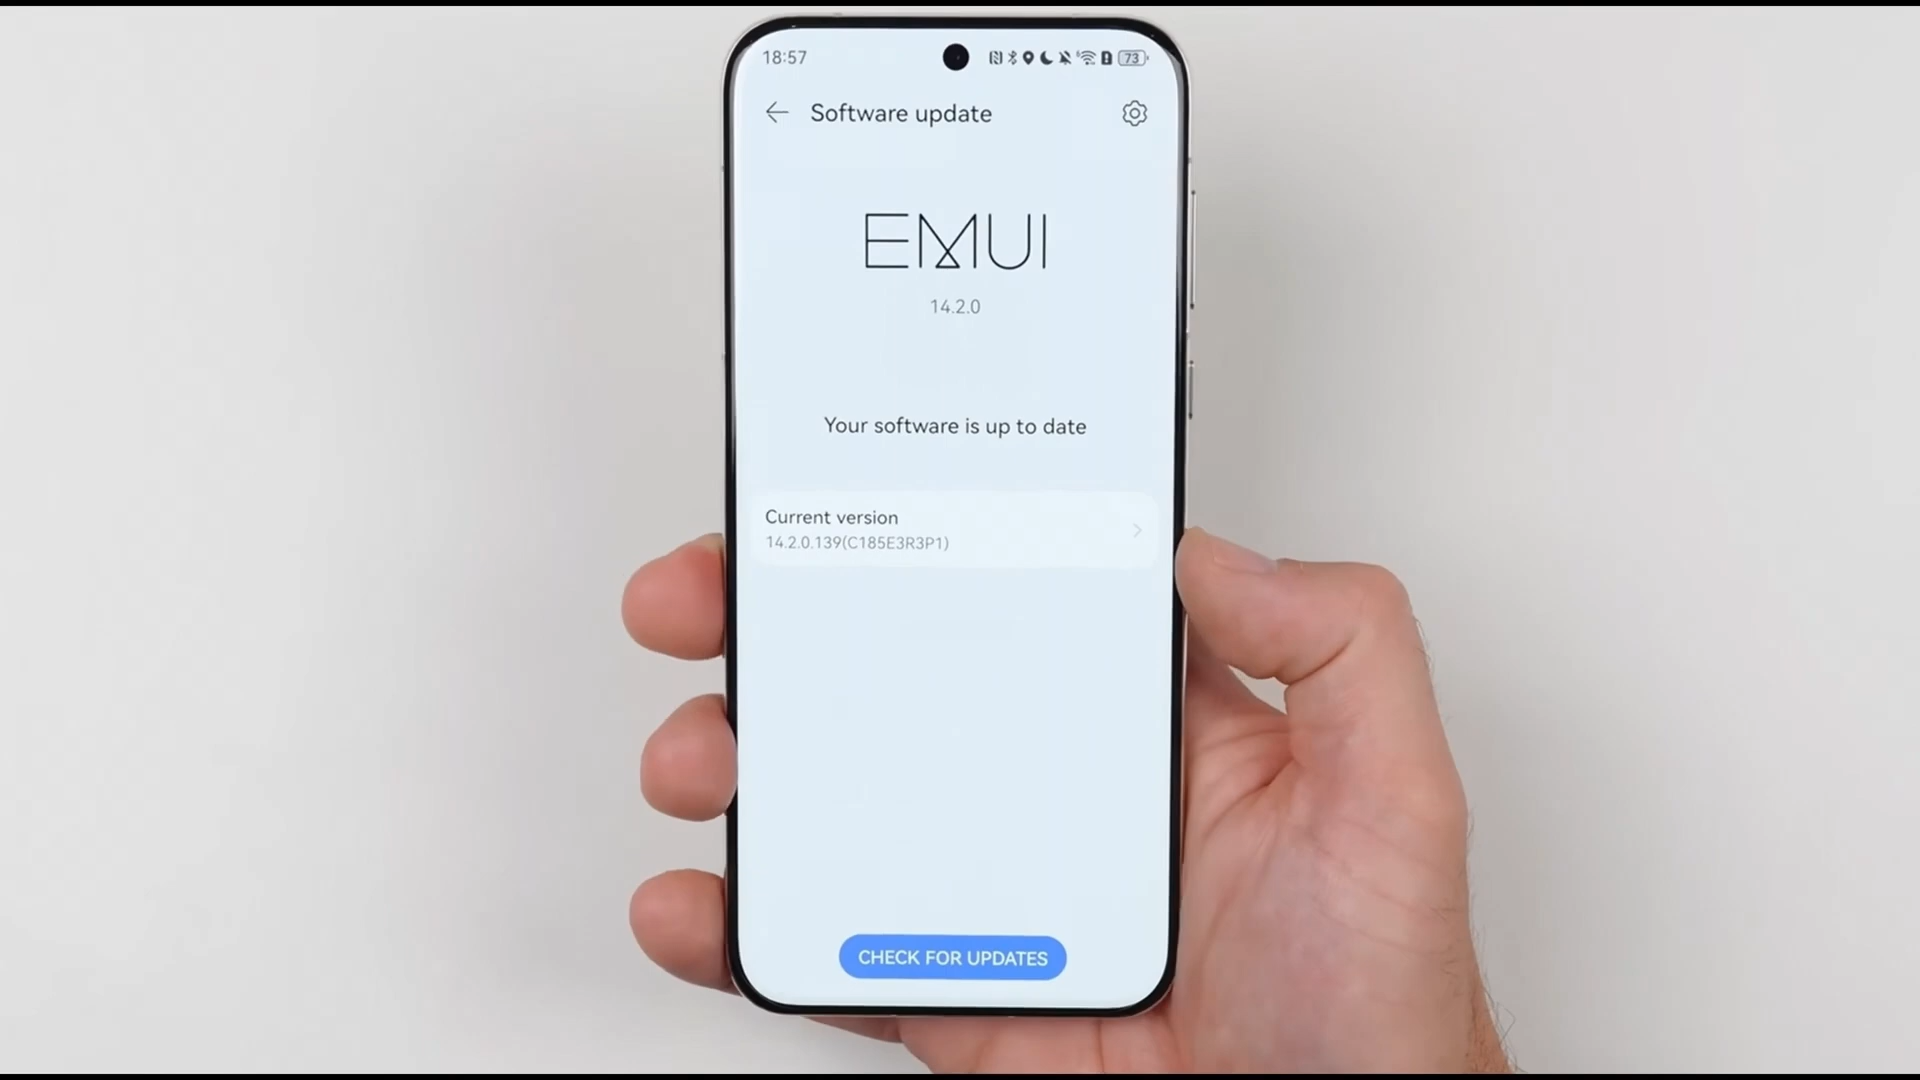 18:57
73
Software update
EMUI
14.2.0
Your software is up to date
Current version
14.2.0.139(C185E3R3P1)
CHECK FOR UPDATES